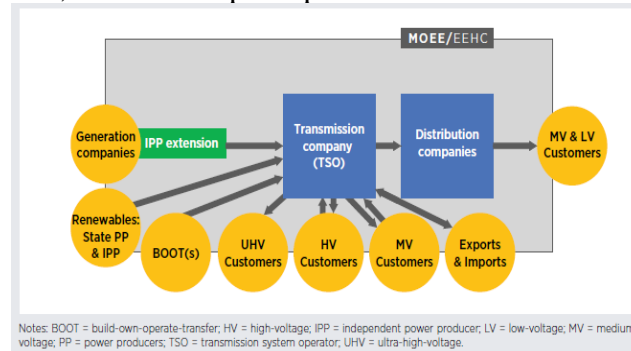 MOEE/EEHC
Generation
companies
IPP extension
Transmission
company
(TSO)
Distribution
companies
MV & LV
Customers
Renewables:
State PP
& IPP
BOOT(s)
UHV
Customers
HV
Customers
MV
Customers
Exports
& Imports
Notes: BOOT = build-own-operate-transfer; HV = high-voltage; IPP = independent power producer; LV = low-voltage; MV = medium
voltage; PP = power producers; TSO = transmission system operator; UHV = ultra-high-voltage.